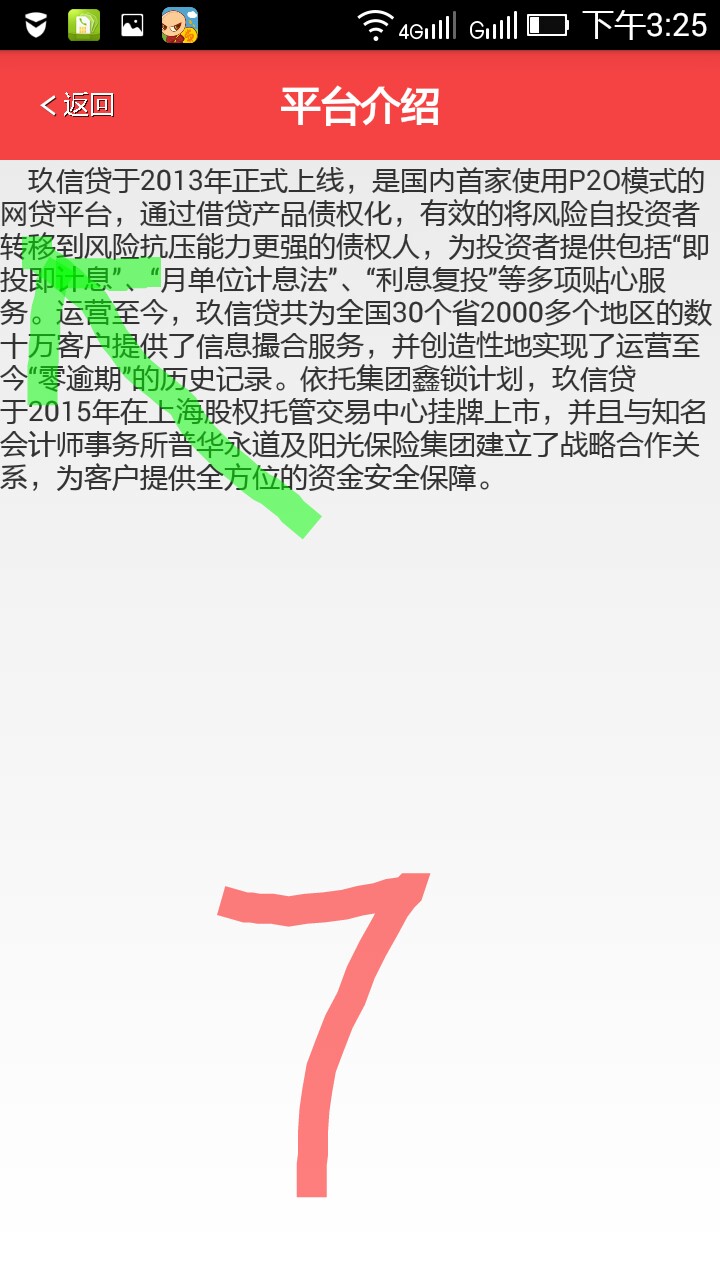 4G G 下午3:25
< 返回 平台介绍
玖信贷于2013年正式上线，是国内首家使用P2O模式的
网贷平台，通过借贷产品债权化，有效的将风险自投资者
转移到风险抗压能力更强的债权人，为投资者提供包括“即
投即计息”、“月单位计息法”、“利息复投”等多项贴心服
务。运营至今，玖信贷共为全国30个省2000多个地区的数
十万客户提供了信息撮合服务，并创造性地实现了运营至
今“零逾期”的历史记录。依托集团鑫锁计划，玖信贷
于2015年在上海股权托管交易中心挂牌上市，并且与知名
会计师事务所普华永道及阳光保险集团建立了战略合作关
系，为客户提供全方位的资金安全保障。
7